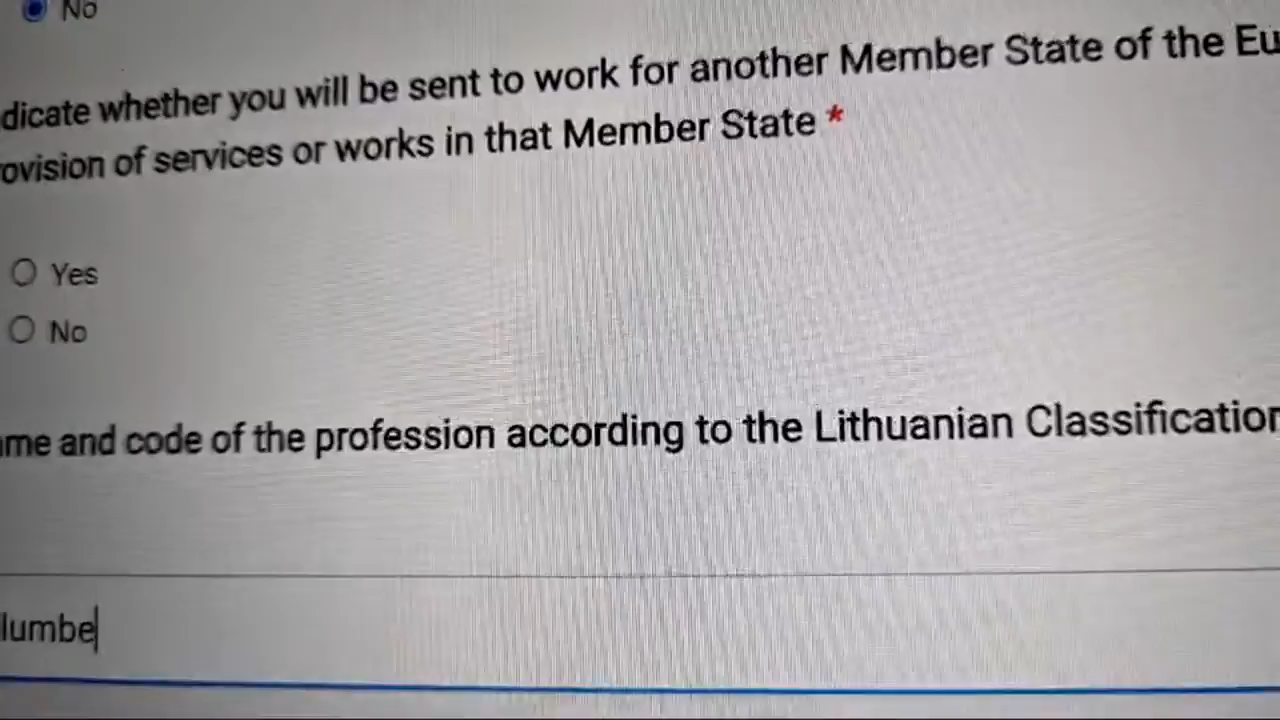 No
dicate whether you will be sent to work for another Member State of the Eu
ovision of services or works in that Member State *
Yes
No
me and code of the profession according to the Lithuanian Classification
lumbe